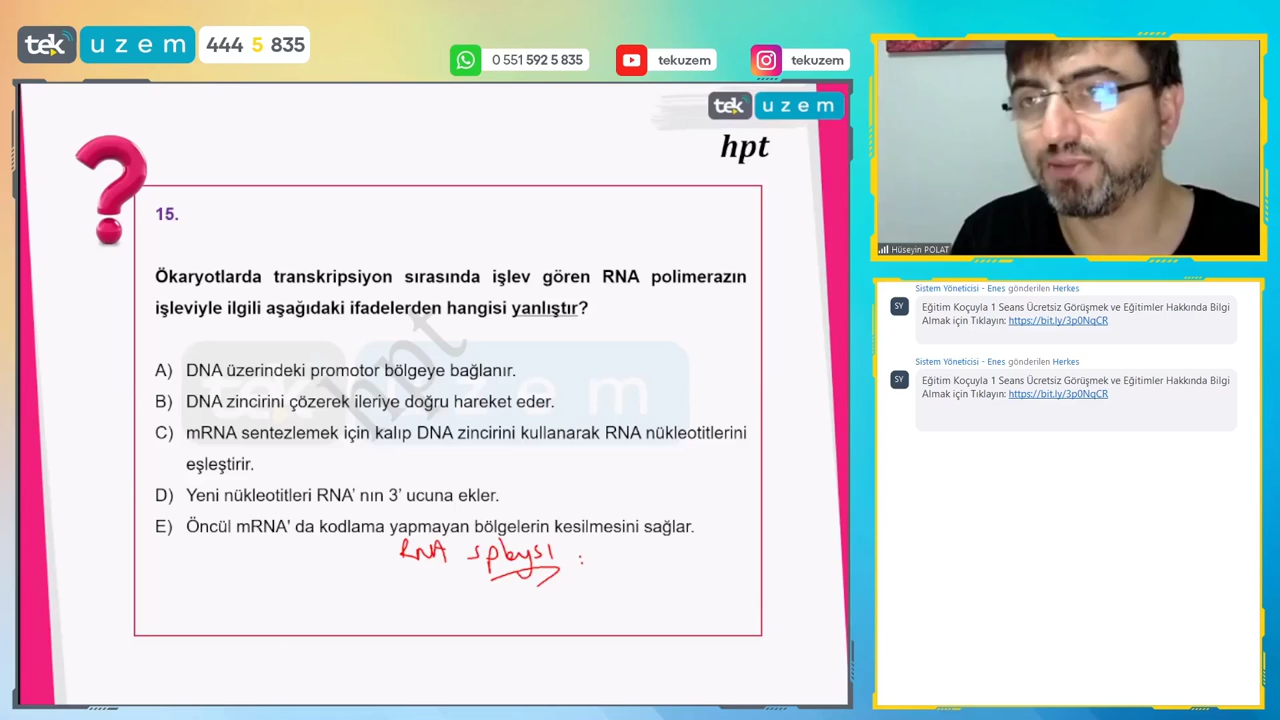 tek uzem 444 5 835
0 551 592 5 835
tekuzem
tekuzem
tek uzem
hpt
15.
Ökaryotlarda transkripsiyon sırasında işlev gören RNA polimerazın
işleviyle ilgili aşağıdaki ifadelerden hangisi yanlıştır?
A) DNA üzerindeki promotor bölgeye bağlanır.
B) DNA zincirini çözerek ileriye doğru hareket eder.
C) mRNA sentezlemek için kalıp DNA zincirini kullanarak RNA nükleotitlerini
eşleştirir.
D) Yeni nükleotitleri RNA' nın 3' ucuna ekler.
E) Öncül mRNA' da kodlama yapmayan bölgelerin kesilmesini sağlar.
RNA
tek uzem
hpt
Hüseyin POLAT
Sistem Yöneticisi - Enes gönderilen Herkes
SY
Eğitim Koçuyla 1 Seans Ücretsiz Görüşmek ve Eğitimler Hakkında Bilgi
Almak için Tıklayın: https://bit.ly/3p0NqCR
Sistem Yöneticisi - Enes gönderilen Herkes
SY
Eğitim Koçuyla 1 Seans Ücretsiz Görüşmek ve Eğitimler Hakkında Bilgi
Almak için Tıklayın: https://bit.ly/3p0NqCR